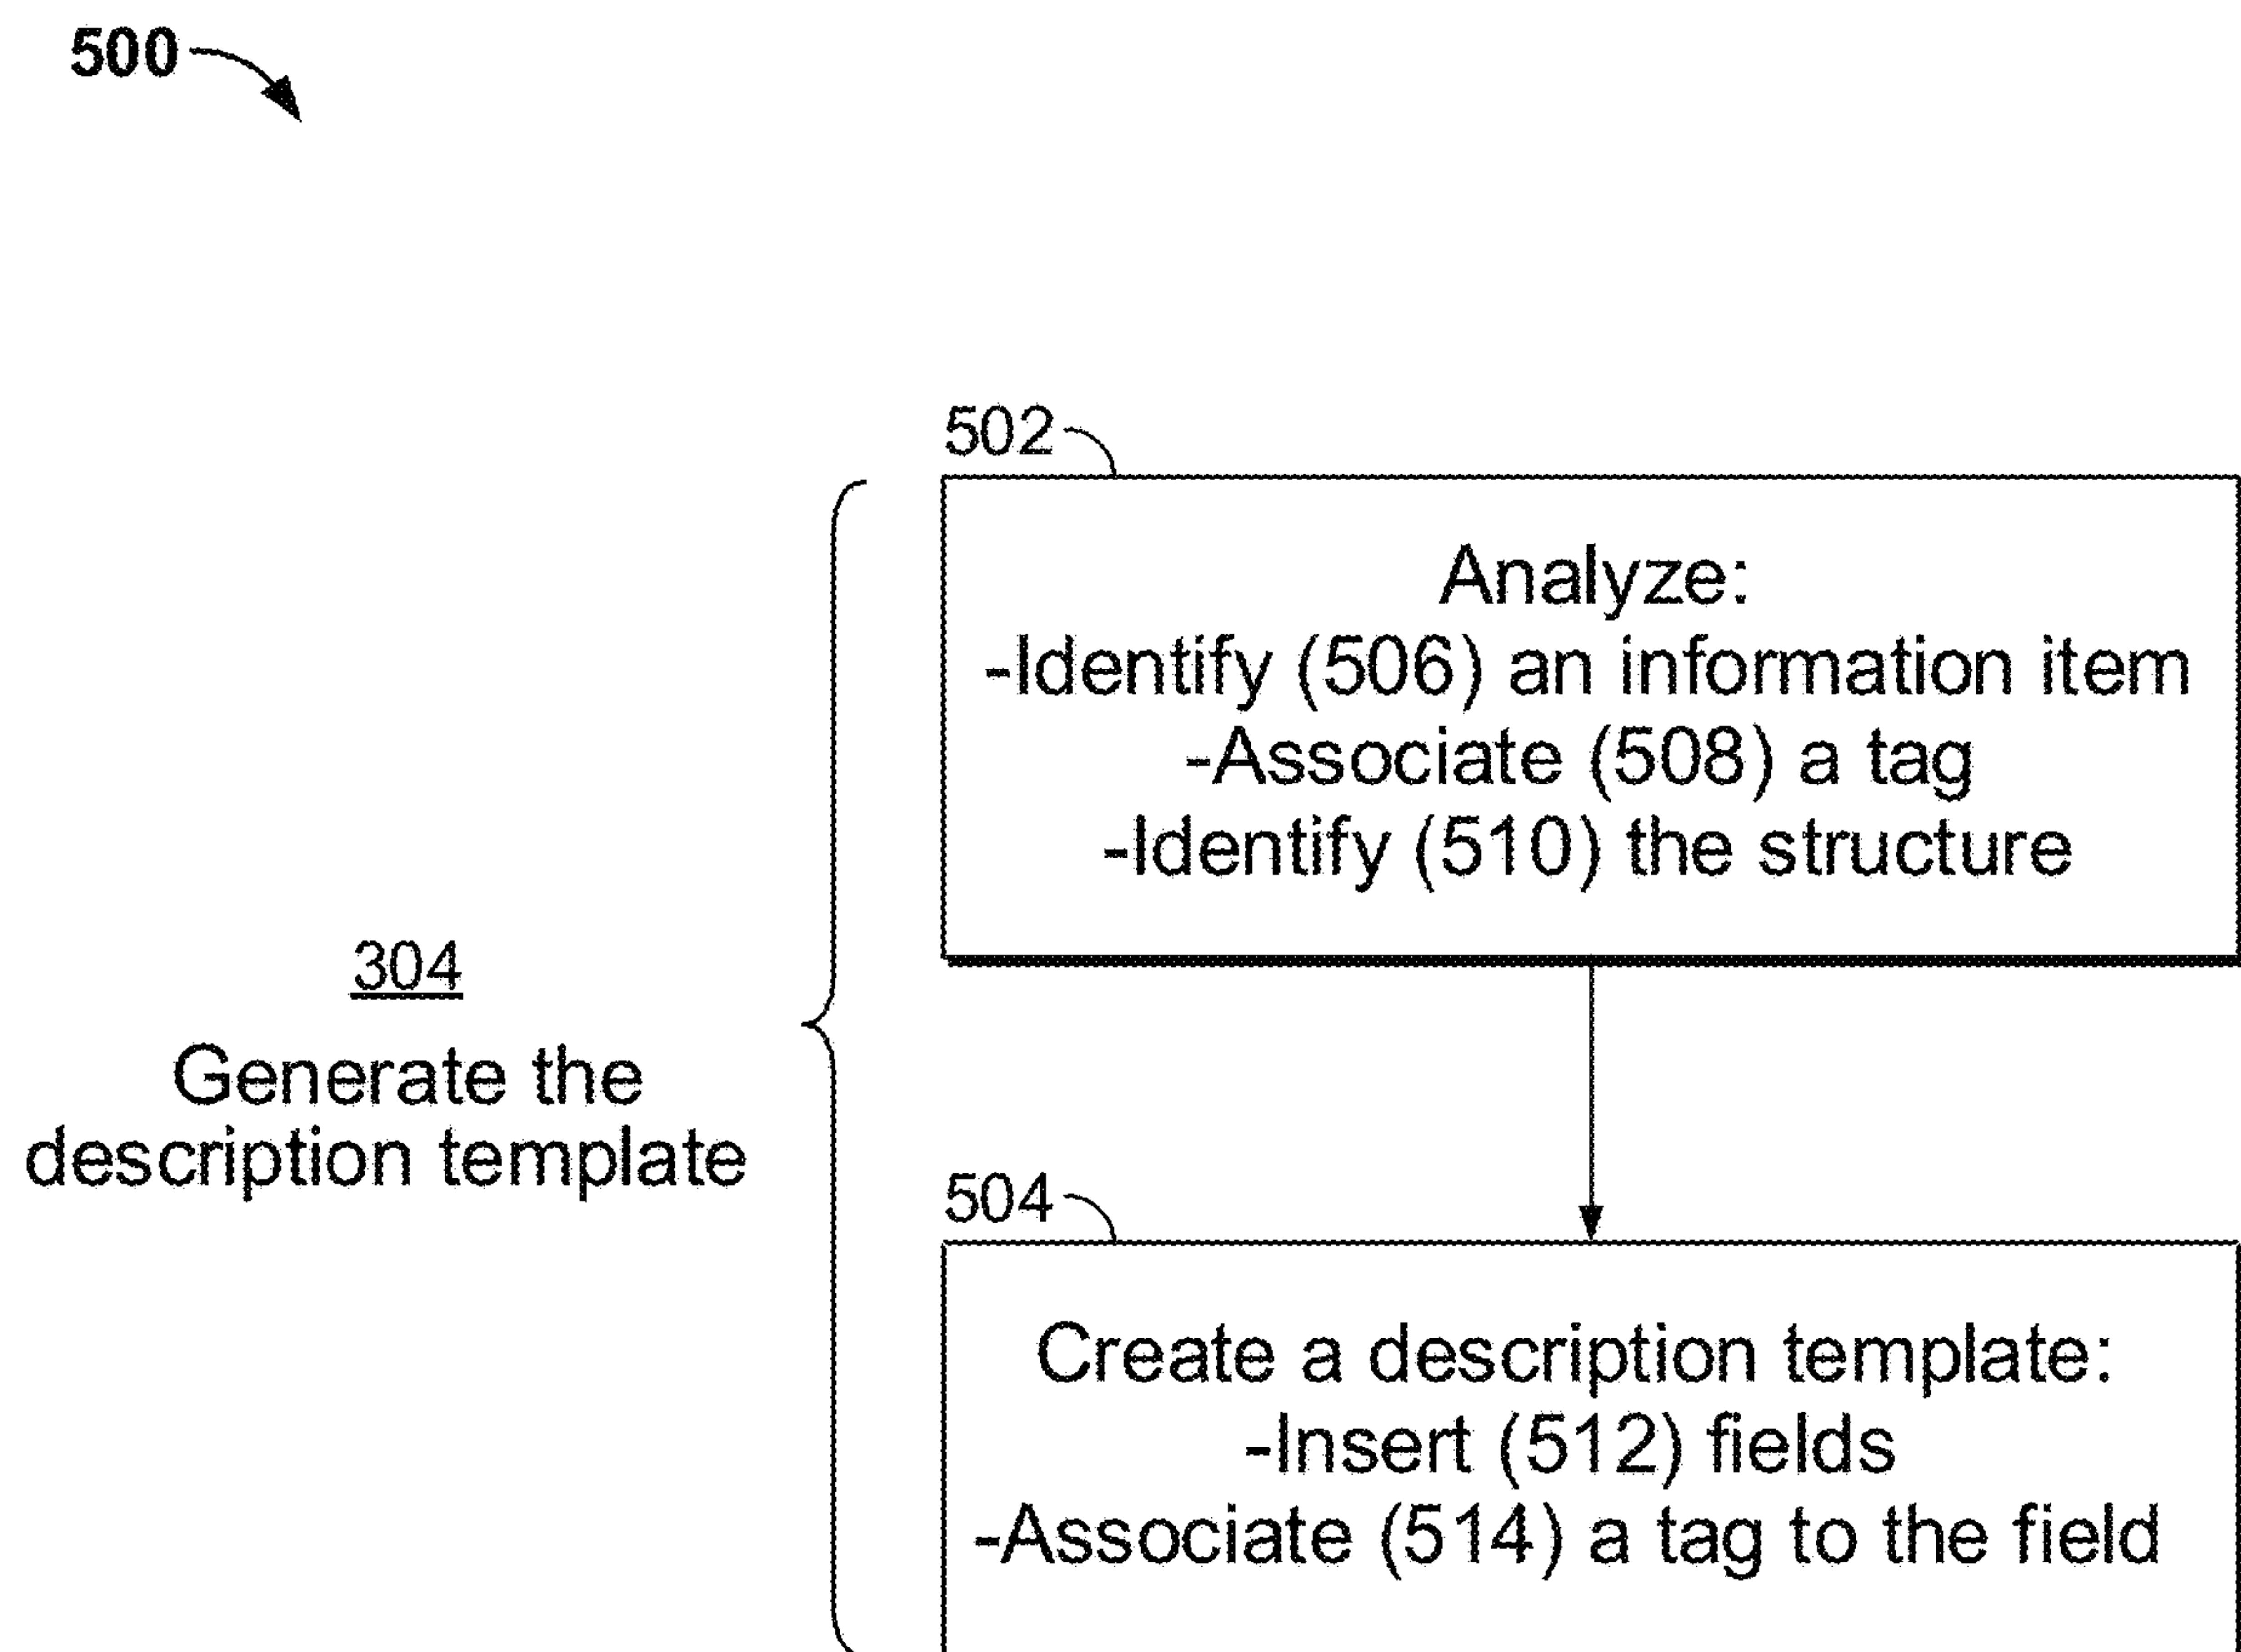 500
502
Analyze:
-Identify (506) an information item
-Associate (508) a tag
-Identify (510) the structure
304
Generate the
description template
504
Create a description template:
-Insert (512) fields
-Associate (514) a tag to the field